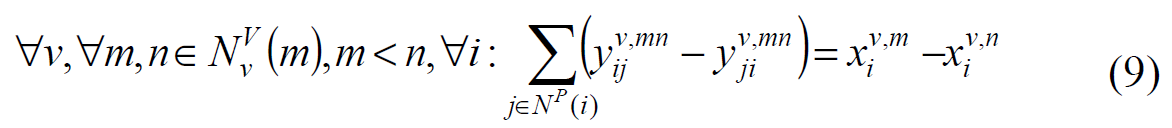 ∀v, ∀m, n ∈ N_v^V(m), m < n, ∀i : ∑_{j∈N^P(i)} (y_{ij}^{v,mn} − y_{ji}^{v,mn}) = x_i^{v,m} − x_i^{v,n} (9)